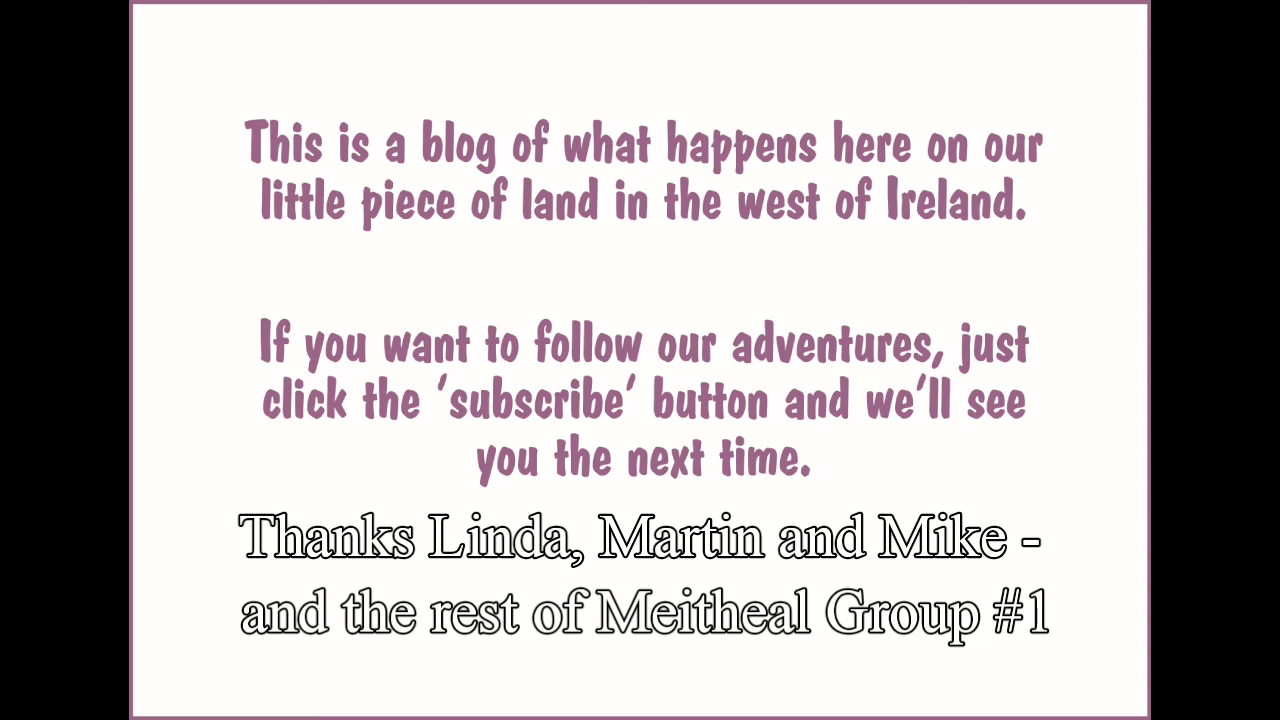 This is a blog of what happens here on our
little piece of land in the west of Ireland.
If you want to follow our adventures, just
click the ‘subscribe’ button and we’ll see
you the next time.
Thanks Linda, Martin and Mike -
and the rest of Meitheal Group #1